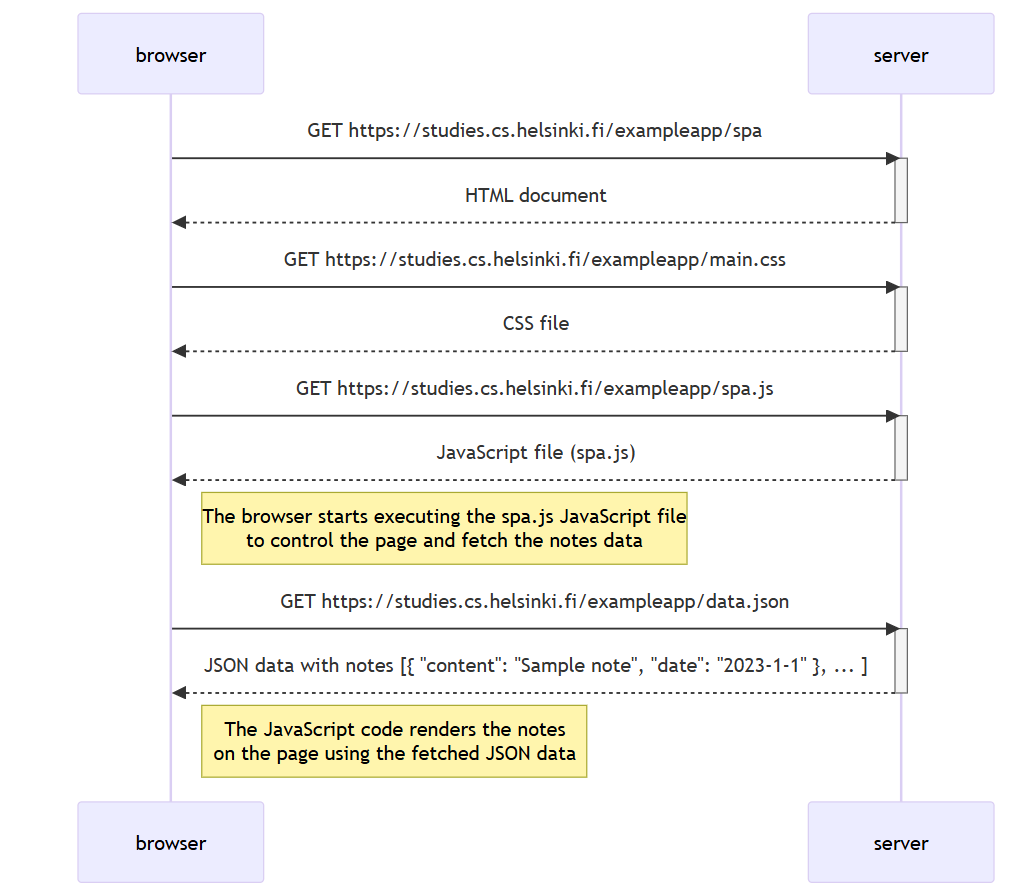 browser
server
GET https://studies.cs.helsinki.fi/exampleapp/spa
HTML document
GET https://studies.cs.helsinki.fi/exampleapp/main.css
CSS file
GET https://studies.cs.helsinki.fi/exampleapp/spa.js
JavaScript file (spa.js)
The browser starts executing the spa.js JavaScript file
to control the page and fetch the notes data
GET https://studies.cs.helsinki.fi/exampleapp/data.json
JSON data with notes [{ "content": "Sample note", "date": "2023-1-1" }, ... ]
The JavaScript code renders the notes
on the page using the fetched JSON data
browser
server